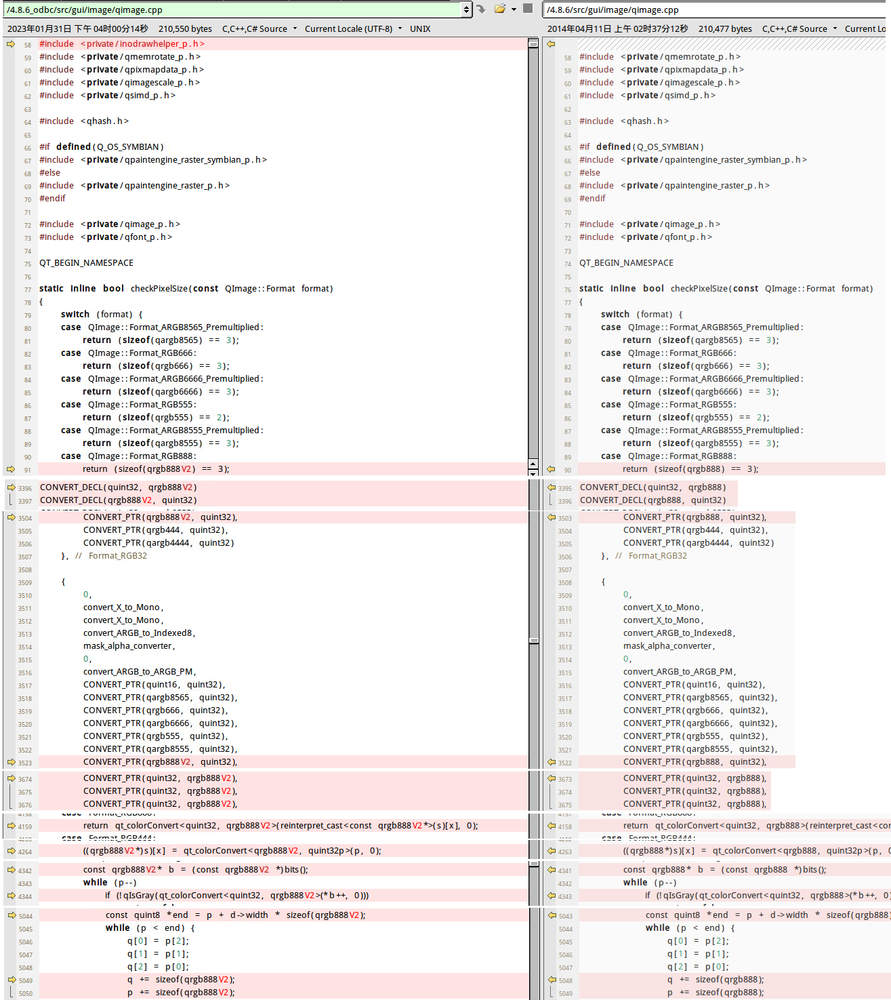 /4.8.6_odbc/src/gui/image/qimage.cpp
2023年01月31日 下午 04时00分14秒 210,550 bytes C,C++,C# Source Current Locale (UTF-8) UNIX
58 #include <private/inodrawhelper_p.h>
59 #include <private/qmemrotate_p.h>
60 #include <private/qpixmapdata_p.h>
61 #include <private/qimagescale_p.h>
62 #include <private/qsimd_p.h>
63
64 #include <qhash.h>
65
66 #if defined(Q_OS_SYMBIAN)
67 #include <private/qpaintengine_raster_symbian_p.h>
68 #else
69 #include <private/qpaintengine_raster_p.h>
70 #endif
71
72 #include <private/qimage_p.h>
73 #include <private/qfont_p.h>
74
75 QT_BEGIN_NAMESPACE
76
77 static inline bool checkPixelSize(const QImage::Format format)
78 {
79 switch (format) {
80 case QImage::Format_ARGB8565_Premultiplied:
81 return (sizeof(qargb8565) == 3);
82 case QImage::Format_RGB666:
83 return (sizeof(qrgb666) == 3);
84 case QImage::Format_ARGB6666_Premultiplied:
85 return (sizeof(qargb6666) == 3);
86 case QImage::Format_RGB555:
87 return (sizeof(qrgb555) == 2);
88 case QImage::Format_ARGB8555_Premultiplied:
89 return (sizeof(qargb8555) == 3);
90 case QImage::Format_RGB888:
91 return (sizeof(qrgb888V2) == 3);
3396 CONVERT_DECL(quint32, qrgb888V2)
3397 CONVERT_DECL(qrgb888V2, quint32)
3504 CONVERT_PTR(qrgb888V2, quint32),
3505 CONVERT_PTR(qrgb444, quint32),
3506 CONVERT_PTR(qargb4444, quint32)
3507 }, // Format_RGB32
3508
3509 {
3510 0,
3511 convert_X_to_Mono,
3512 convert_X_to_Mono,
3513 convert_ARGB_to_Indexed8,
3514 mask_alpha_converter,
3515 0,
3516 convert_ARGB_to_ARGB_PM,
3517 CONVERT_PTR(quint16, quint32),
3518 CONVERT_PTR(qargb8565, quint32),
3519 CONVERT_PTR(qrgb666, quint32),
3520 CONVERT_PTR(qargb6666, quint32),
3521 CONVERT_PTR(qrgb555, quint32),
3522 CONVERT_PTR(qargb8555, quint32),
3523 CONVERT_PTR(qrgb888V2, quint32),
3674 CONVERT_PTR(quint32, qrgb888V2),
3675 CONVERT_PTR(quint32, qrgb888V2),
3676 CONVERT_PTR(quint32, qrgb888V2),
4159 return qt_colorConvert<quint32, qrgb888V2>(reinterpret_cast<const qrgb888V2*>(s)[x], 0);
case Format_RGB444:
4264 ((qrgb888V2*)s)[x] = qt_colorConvert<qrgb888V2, quint32p>(p, 0);
4342 const qrgb888V2* b = (const qrgb888V2 *)bits();
4343 while (p--)
4344 if (!qIsGray(qt_colorConvert<quint32, qrgb888V2>(*b++, 0)))
5044 const quint8 *end = p + d->width * sizeof(qrgb888V2);
5045 while (p < end) {
5046 q[0] = p[2];
5047 q[1] = p[1];
5048 q[2] = p[0];
5049 q += sizeof(qrgb888V2);
5050 p += sizeof(qrgb888V2);
/4.8.6/src/gui/image/qimage.cpp
2014年04月11日 上午 02时37分12秒 210,477 bytes C,C++,C# Source Current Lo
58 #include <private/qmemrotate_p.h>
59 #include <private/qpixmapdata_p.h>
60 #include <private/qimagescale_p.h>
61 #include <private/qsimd_p.h>
62
63 #include <qhash.h>
64
65 #if defined(Q_OS_SYMBIAN)
66 #include <private/qpaintengine_raster_symbian_p.h>
67 #else
68 #include <private/qpaintengine_raster_p.h>
69 #endif
70
71 #include <private/qimage_p.h>
72 #include <private/qfont_p.h>
73
74 QT_BEGIN_NAMESPACE
75
76 static inline bool checkPixelSize(const QImage::Format format)
77 {
78 switch (format) {
79 case QImage::Format_ARGB8565_Premultiplied:
80 return (sizeof(qargb8565) == 3);
81 case QImage::Format_RGB666:
82 return (sizeof(qrgb666) == 3);
83 case QImage::Format_ARGB6666_Premultiplied:
84 return (sizeof(qargb6666) == 3);
85 case QImage::Format_RGB555:
86 return (sizeof(qrgb555) == 2);
87 case QImage::Format_ARGB8555_Premultiplied:
88 return (sizeof(qargb8555) == 3);
89 case QImage::Format_RGB888:
90 return (sizeof(qrgb888) == 3);
3395 CONVERT_DECL(quint32, qrgb888)
3396 CONVERT_DECL(qrgb888, quint32)
3503 CONVERT_PTR(qrgb888, quint32),
3504 CONVERT_PTR(qrgb444, quint32),
3505 CONVERT_PTR(qargb4444, quint32)
3506 }, // Format_RGB32
3507
3508 {
3509 0,
3510 convert_X_to_Mono,
3511 convert_X_to_Mono,
3512 convert_ARGB_to_Indexed8,
3513 mask_alpha_converter,
3514 0,
3515 convert_ARGB_to_ARGB_PM,
3516 CONVERT_PTR(quint16, quint32),
3517 CONVERT_PTR(qargb8565, quint32),
3518 CONVERT_PTR(qrgb666, quint32),
3519 CONVERT_PTR(qargb6666, quint32),
3520 CONVERT_PTR(qrgb555, quint32),
3521 CONVERT_PTR(qargb8555, quint32),
3522 CONVERT_PTR(qrgb888, quint32),
3673 CONVERT_PTR(quint32, qrgb888),
3674 CONVERT_PTR(quint32, qrgb888),
3675 CONVERT_PTR(quint32, qrgb888),
4158 return qt_colorConvert<quint32, qrgb888>(reinterpret_cast<co
case Format_RGB444:
4263 ((qrgb888*)s)[x] = qt_colorConvert<qrgb888, quint32p>(p, 0
4341 const qrgb888* b = (const qrgb888 *)bits();
4342 while (p--)
4343 if (!qIsGray(qt_colorConvert<quint32, qrgb888>(*b++, 0)
5043 const quint8 *end = p + d->width * sizeof(qrgb888)
5044 while (p < end) {
5045 q[0] = p[2];
5046 q[1] = p[1];
5047 q[2] = p[0];
5048 q += sizeof(qrgb888);
5049 p += sizeof(qrgb888);